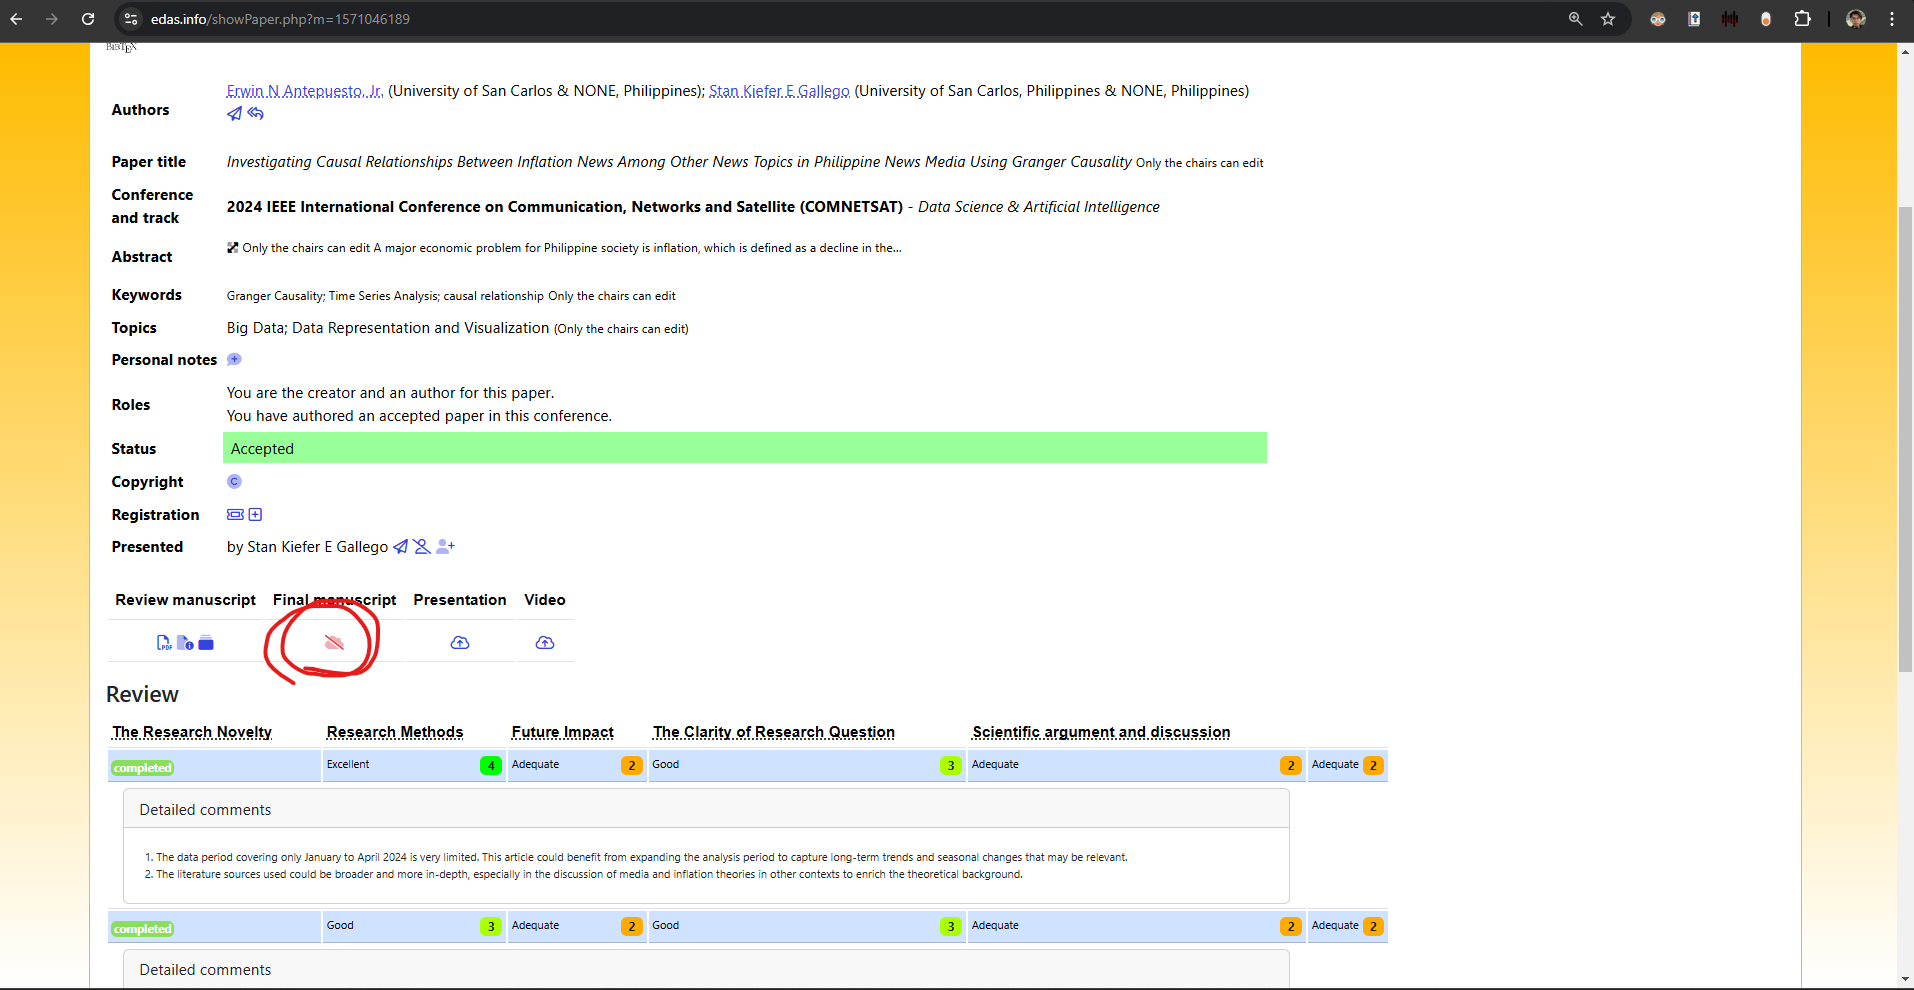 edas.info/showPaper.php?m=1571046189
BIBTEX
Authors
Erwin N Antepuesto, Jr. (University of San Carlos & NONE, Philippines); Stan Kiefer E Gallego (University of San Carlos, Philippines & NONE, Philippines)
Paper title
Investigating Causal Relationships Between Inflation News Among Other News Topics in Philippine News Media Using Granger Causality Only the chairs can edit
Conference and track
2024 IEEE International Conference on Communication, Networks and Satellite (COMNETSAT) - Data Science & Artificial Intelligence
Abstract
Only the chairs can edit A major economic problem for Philippine society is inflation, which is defined as a decline in the...
Keywords
Granger Causality; Time Series Analysis; causal relationship Only the chairs can edit
Topics
Big Data; Data Representation and Visualization (Only the chairs can edit)
Personal notes
Roles
You are the creator and an author for this paper.
You have authored an accepted paper in this conference.
Status
Accepted
Copyright
C
Registration
Presented
by Stan Kiefer E Gallego
Review manuscript Final manuscript Presentation Video
PDF
Review
The Research Novelty Research Methods Future Impact The Clarity of Research Question Scientific argument and discussion
completed Excellent 4 Adequate 2 Good 3 Adequate 2 Adequate 2
Detailed comments
1. The data period covering only January to April 2024 is very limited. This article could benefit from expanding the analysis period to capture long-term trends and seasonal changes that may be relevant.
2. The literature sources used could be broader and more in-depth, especially in the discussion of media and inflation theories in other contexts to enrich the theoretical background.
completed Good 3 Adequate 2 Good 3 Adequate 2 Adequate 2
Detailed comments